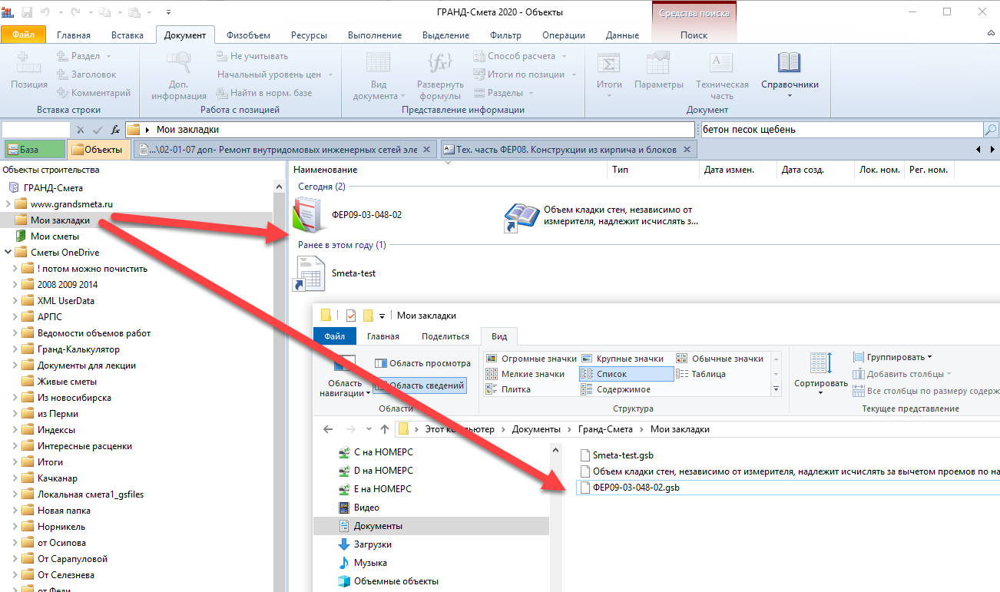 ГРАНД-Смета 2020 - Объекты
Средства поиска
Файл Главная Вставка Документ Физобъем Ресурсы Выполнение Выделение Фильтр Операции Данные Поиск
Позиция
Раздел
Заголовок
Комментарий
Вставка строки
Доп. информация
Не учитывать
Начальный уровень цен
Найти в норм. базе
Работа с позицией
Вид документа
Развернуть формулы
Способ расчета
Итоги по позиции
Разделы
Представление информации
Итоги
Параметры
Техническая часть
Справочники
Документ
fx Мои закладки
бетон песок щебень
База
Объекты
...\02-01-07 доп- Ремонт внутридомовых инженерных сетей эле
Тех. часть ФЕР08. Конструкции из кирпича и блоков
Объекты строительства
ГРАНД-Смета
www.grandsmeta.ru
Мои закладки
Мои сметы
Сметы OneDrive
! потом можно почистить
2008 2009 2014
XML UserData
АРПС
Ведомости объемов работ
Гранд-Калькулятор
Документы для лекции
Живые сметы
Из новосибирска
из Перми
Индексы
Интересные расценки
Итоги
Качканар
Локальная смета1_gsfiles
Новая папка
Норникель
от Осипова
От Сарапуловой
От Селезнева
от Феди
Наименование Тип Дата измен. Дата созд. Лок. ном. Рег. ном.
Сегодня (2)
ФЕР09-03-048-02
Объем кладки стен, независимо от
измерителя, надлежит исчислять з...
Ранее в этом году (1)
Smeta-test
Мои закладки
Файл Главная Поделиться Вид
Область
навигации
Область просмотра
Область сведений
Области
Огромные значки Крупные значки Обычные значки
Мелкие значки Список Таблица
Плитка Содержимое
Структура
Сортировать
Группировать
Добавить столбцы
Все столбцы по размеру содерж
Текущее представление
Этот компьютер Документы Гранд-Смета Мои закладки
C на НОМЕРС
D на НОМЕРС
E на НОМЕРС
Видео
Документы
Загрузки
Музыка
Объемные объекты
Smeta-test.gsb
Объем кладки стен, независимо от измерителя, надлежит исчислять за вычетом проемов по на
ФЕР09-03-048-02.gsb